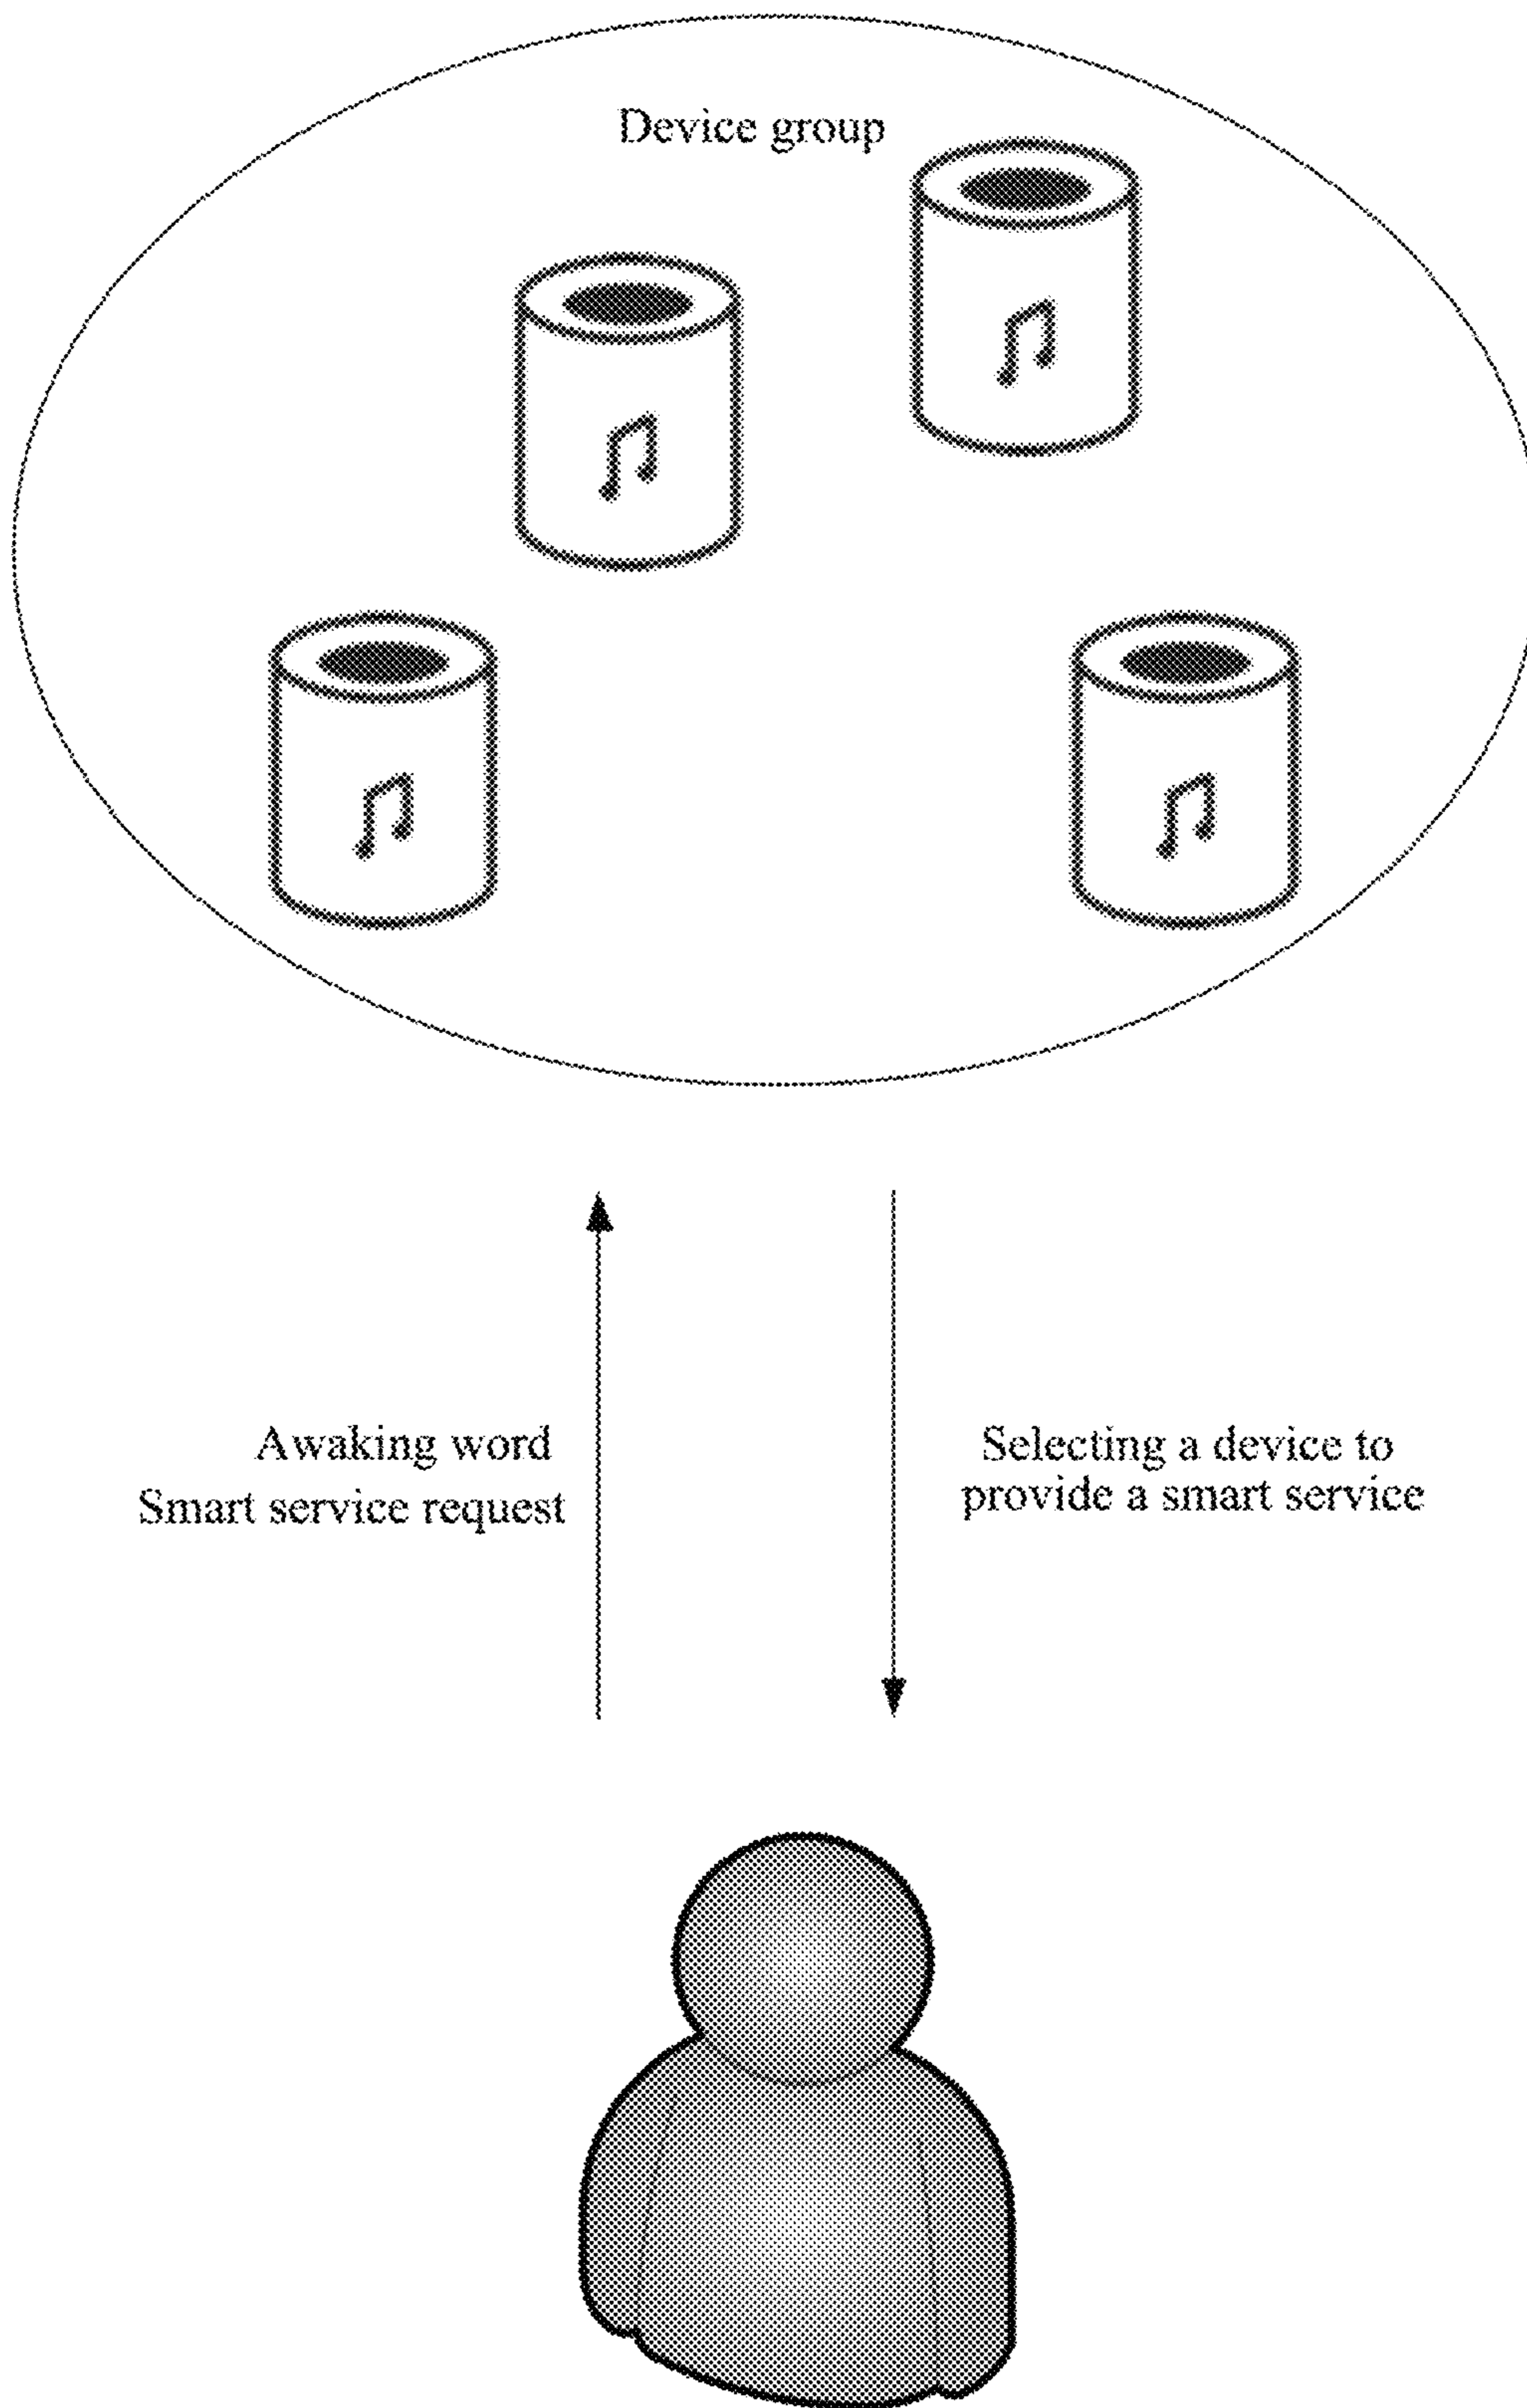 Device group
Awaking word
Smart service request
Selecting a device to
provide a smart service